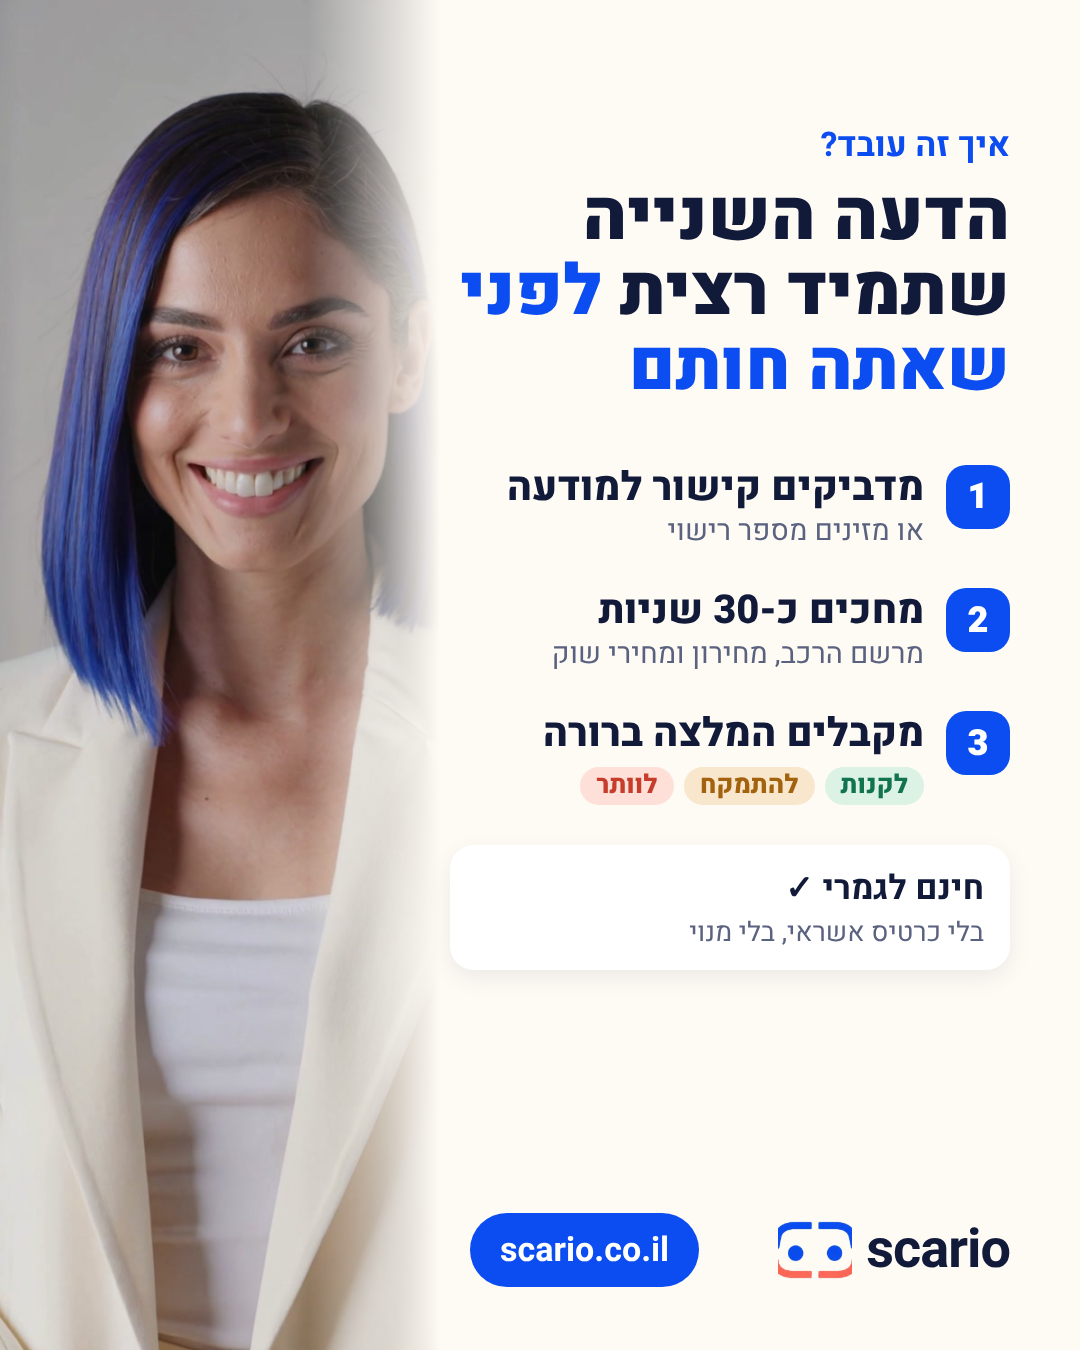 איך זה עובד?
הדעה השנייה
שתמיד רצית לפני
שאתה חותם
1
מדביקים קישור למודעה
או מזינים מספר רישוי
2
מחכים כ-30 שניות
מרשם הרכב, מחירון ומחירי שוק
3
מקבלים המלצה ברורה
לקנות להתמקח לוותר
חינם לגמרי ✓
בלי כרטיס אשראי, בלי מנוי
scario
scario.co.il